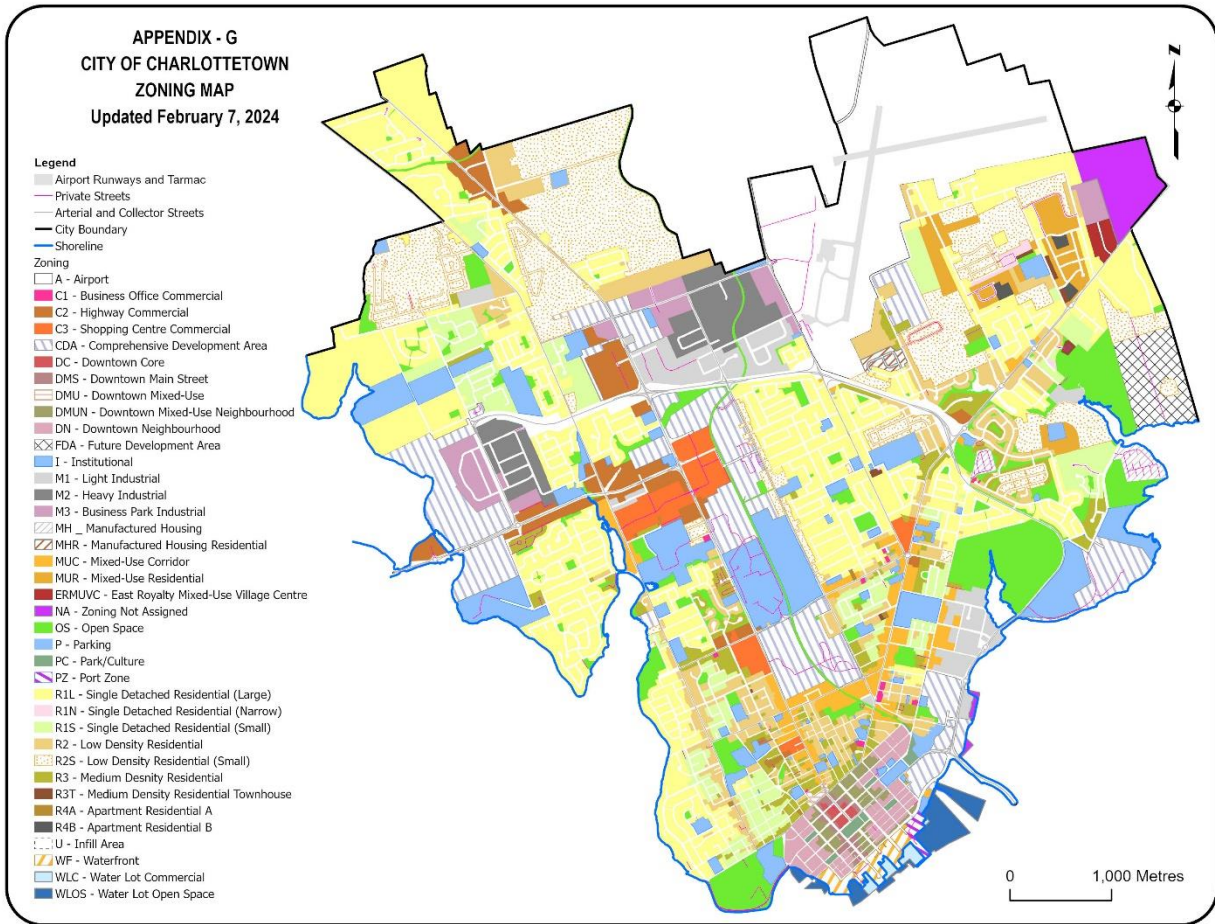 APPENDIX - G
CITY OF CHARLOTTETOWN
ZONING MAP
Updated February 7, 2024
Z
Legend
Airport Runways and Tarmac
Private Streets
Arterial and Collector Streets
City Boundary
Shoreline
Zoning
A - Airport
C1 - Business Office Commercial
C2 - Highway Commercial
C3 - Shopping Centre Commercial
CDA - Comprehensive Development Area
DC - Downtown Core
DMS - Downtown Main Street
DMU - Downtown Mixed-Use
DMUN - Downtown Mixed-Use Neighbourhood
DN - Downtown Neighbourhood
FDA - Future Development Area
I - Institutional
M1 - Light Industrial
M2 - Heavy Industrial
M3 - Business Park Industrial
MH _ Manufactured Housing
MHR - Manufactured Housing Residential
MUC - Mixed-Use Corridor
MUR - Mixed-Use Residential
ERMUVC - East Royalty Mixed-Use Village Centre
NA - Zoning Not Assigned
OS - Open Space
P - Parking
PC - Park/Culture
PZ - Port Zone
R1L - Single Detached Residential (Large)
R1N - Single Detached Residential (Narrow)
R1S - Single Detached Residential (Small)
R2 - Low Density Residential
R2S - Low Density Residential (Small)
R3 - Medium Desnity Residential
R3T - Medium Density Residential Townhouse
R4A - Apartment Residential A
R4B - Apartment Residential B
U - Infill Area
WF - Waterfront
WLC - Water Lot Commercial
WLOS - Water Lot Open Space
0 1,000 Metres